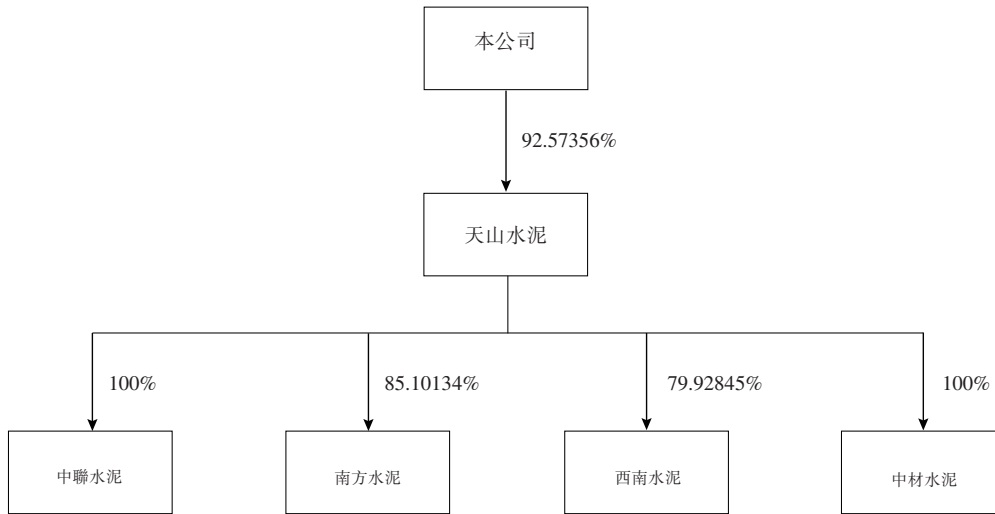 本公司
92.57356%
天山水泥
100%
85.10134%
79.92845%
100%
中聯水泥
南方水泥
西南水泥
中材水泥